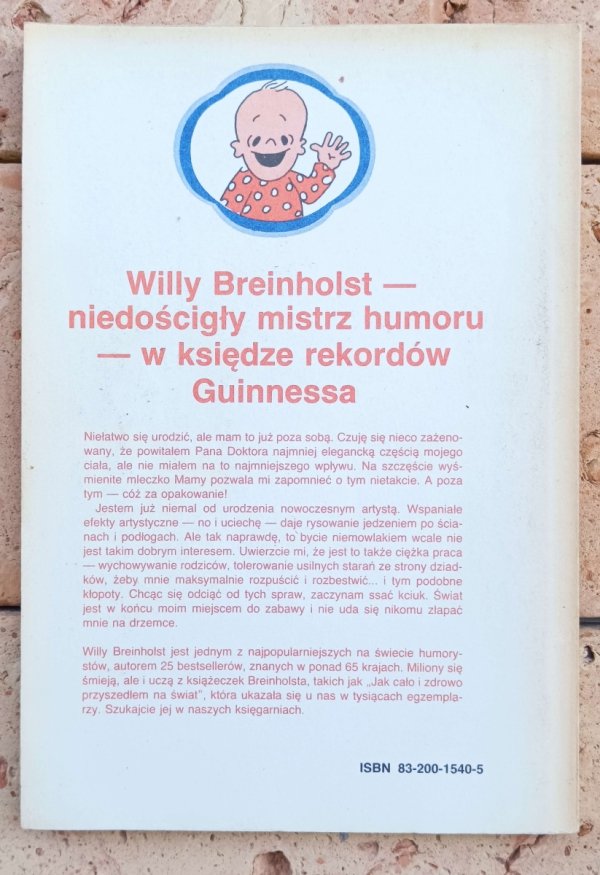 Willy Breinholst —
niedościgły mistrz humoru
— w księdze rekordów
Guinnessa
Niełatwo się urodzić, ale mam to już poza sobą. Czuję się nieco zażeno-
wany, że powitałem Pana Doktora najmniej elegancką częścią mojego
ciała, ale nie miałem na to najmniejszego wpływu. Na szczęście wyś-
mienite mleczko Mamy pozwala mi zapomnieć o tym nietakcie. A poza
tym — cóż za opakowanie!
Jestem już niemal od urodzenia nowoczesnym artystą. Wspaniałe
efekty artystyczne — no i uciechę — daje rysowanie jedzeniem po ścia-
nach i podłogach. Ale tak naprawdę, to bycie niemowlakiem wcale nie
jest takim dobrym interesem. Uwierzcie mi, że jest to także ciężka praca
— wychowywanie rodziców, tolerowanie usilnych starań ze strony dziad-
ków, żeby mnie maksymalnie rozpuścić i rozbestwić... i tym podobne
kłopoty. Chcąc się odciąć od tych spraw, zaczynam ssać kciuk. Świat
jest w końcu moim miejscem do zabawy i nie uda się nikomu złapać
mnie na drzemce.
Willy Breinholst jest jednym z najpopularniejszych na świecie humory-
stów, autorem 25 bestsellerów, znanych w ponad 65 krajach. Miliony się
śmieją, ale i uczą z książeczek Breinholsta, takich jak „Jak cało i zdrowo
przyszedłem na świat”, która ukazała się u nas w tysiącach egzempla-
rzy. Szukajcie jej w naszych księgarniach.
ISBN 83-200-1540-5